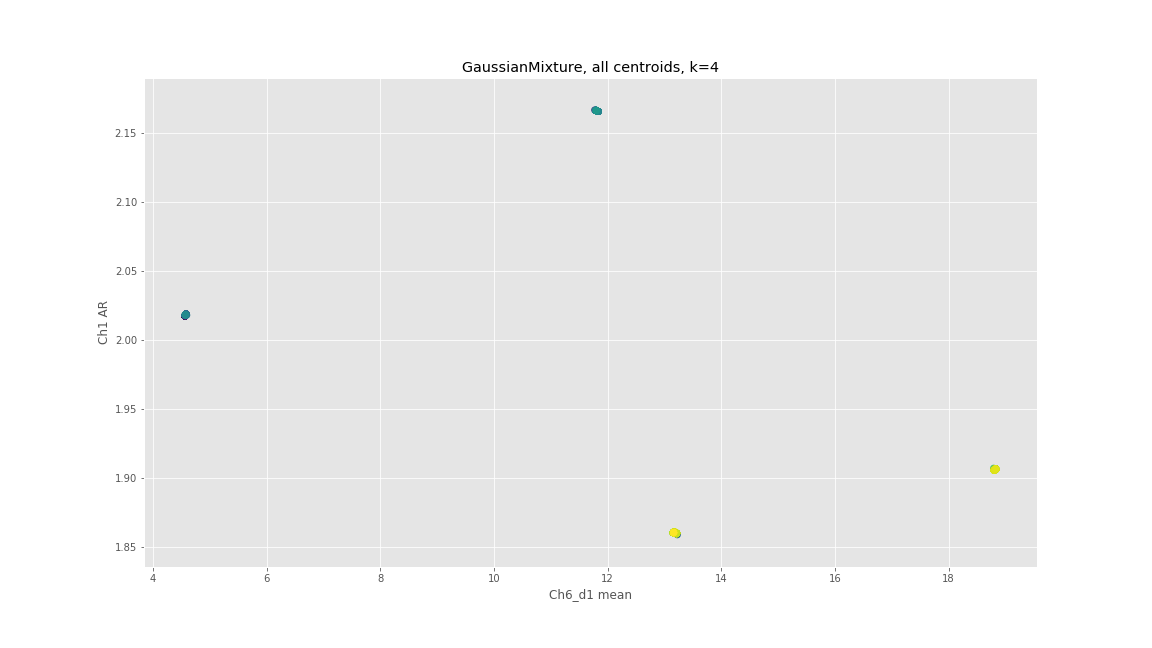 GaussianMixture, all centroids, k=4
2.15
2.10
2.05
2.00
1.95
1.90
1.85
Ch1 AR
4 6 8 10 12 14 16 18
Ch6_d1 mean